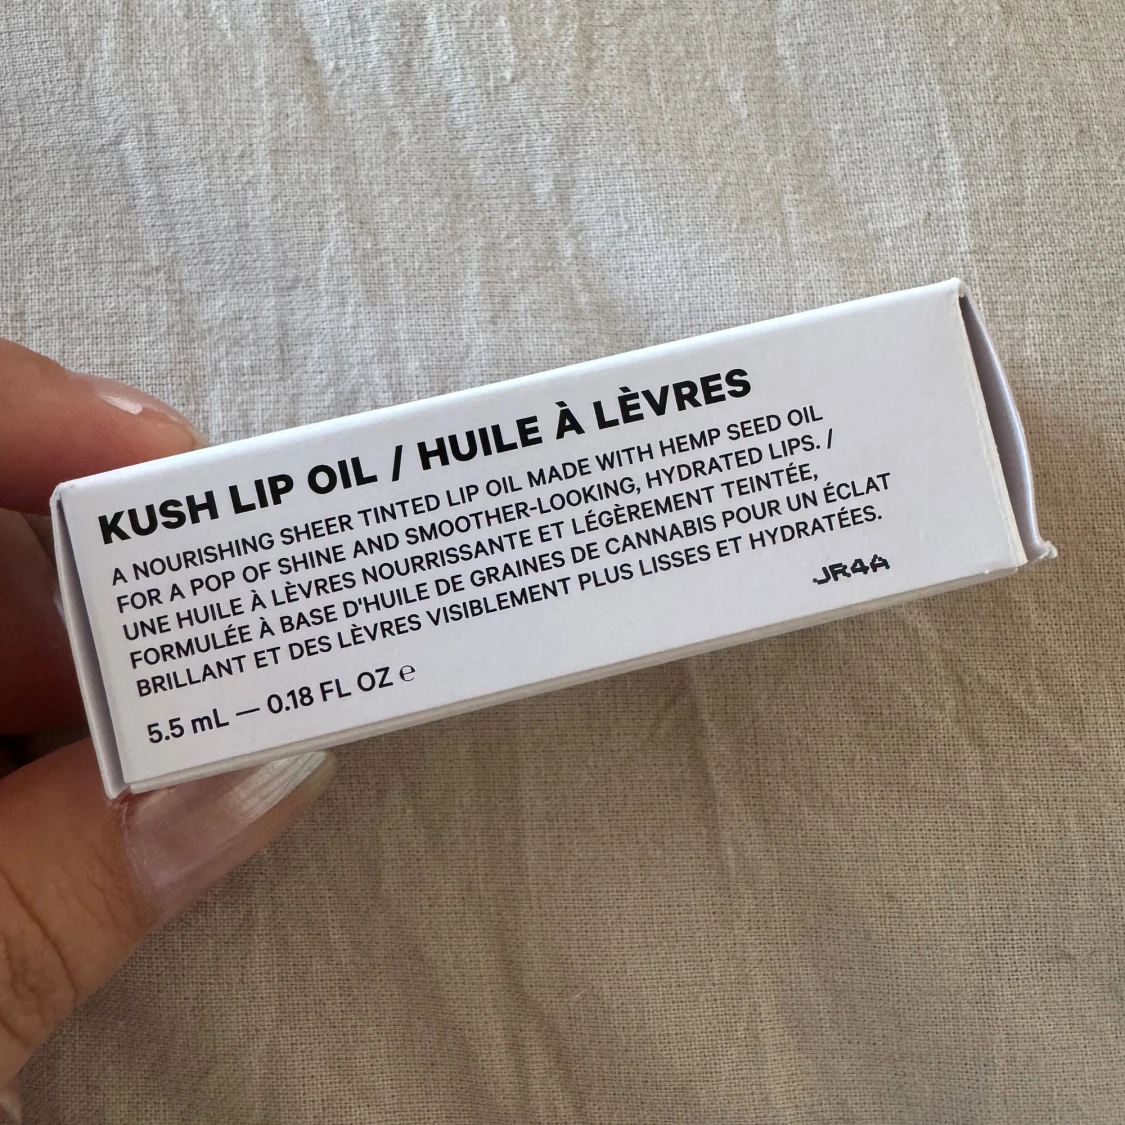 KUSH LIP OIL / HUILE À LÈVRES
A NOURISHING SHEER TINTED LIP OIL MADE WITH HEMP SEED OIL
FOR A POP OF SHINE AND SMOOTHER-LOOKING, HYDRATED LIPS. /
UNE HUILE À LÈVRES NOURRISSANTE ET LÉGÈREMENT TEINTÉE,
FORMULÉE À BASE D'HUILE DE GRAINES DE CANNABIS POUR UN ÉCLAT
BRILLANT ET DES LÈVRES VISIBLEMENT PLUS LISSES ET HYDRATÉES.
JR4A
5.5 mL — 0.18 FL OZ ℮